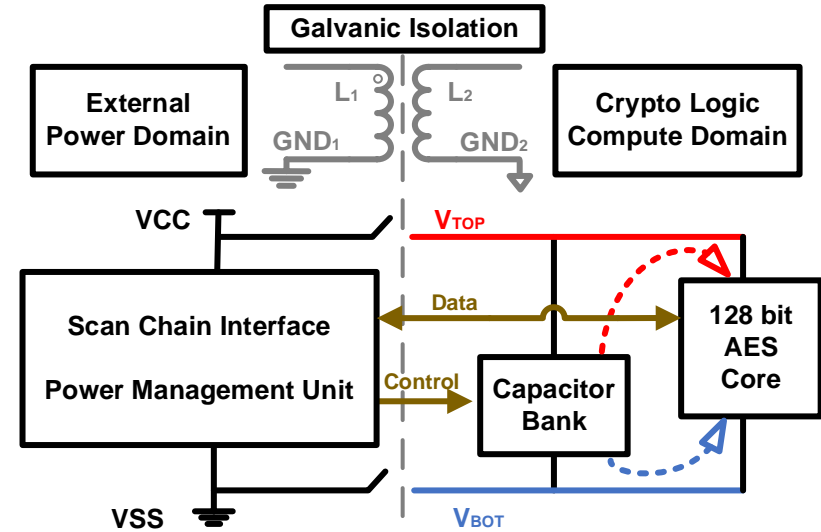 Galvanic Isolation
External
Power Domain
L1
L2
GND1
GND2
Crypto Logic
Compute Domain
VCC
VTOP
Scan Chain Interface
Power Management Unit
Data
Control
Capacitor
Bank
128 bit
AES
Core
VSS
VBOT